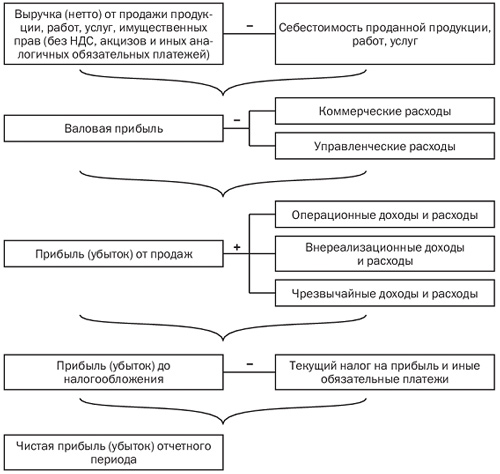 Выручка (нетто) от продажи продук-
ции, работ, услуг, имущественных
прав (без НДС, акцизов и иных ана-
логичных обязательных платежей)
–
Себестоимость проданной продукции,
работ, услуг
Валовая прибыль
–
Коммерческие расходы
Управленческие расходы
Прибыль (убыток) от продаж
+
Операционные доходы и расходы
Внереализационные доходы
и расходы
Чрезвычайные доходы и расходы
Прибыль (убыток) до
налогообложения
–
Текущий налог на прибыль и иные
обязательные платежи
Чистая прибыль (убыток) отчетного
периода